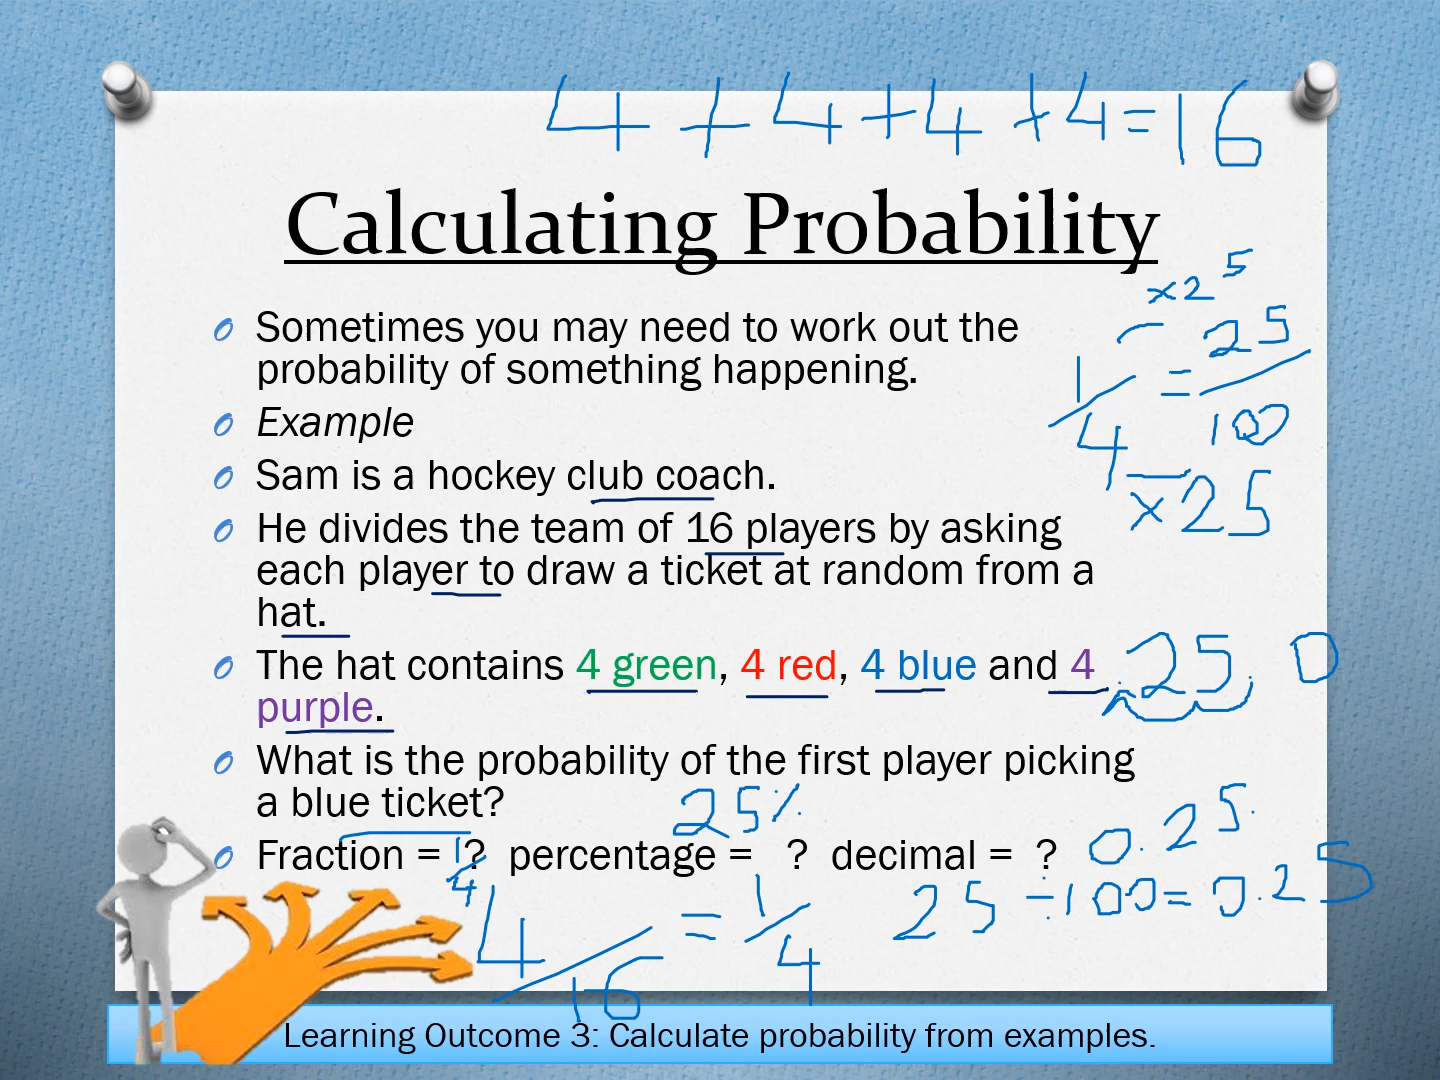 4 + 4 + 4 + 4 = 16
Calculating Probability
×25
Sometimes you may need to work out the
probability of something happening.
1/4 = 25/100
Example
×25
Sam is a hockey club coach.
He divides the team of 16 players by asking
each player to draw a ticket at random from a
hat.
The hat contains 4 green, 4 red, 4 blue and 4
.25. 0
purple.
What is the probability of the first player picking
a blue ticket?
25%
0.25
Fraction = ? percentage = ? decimal = ?
1/4
4/16 = 1/4
25 ÷ 100 = 0.25
Learning Outcome 3: Calculate probability from examples.